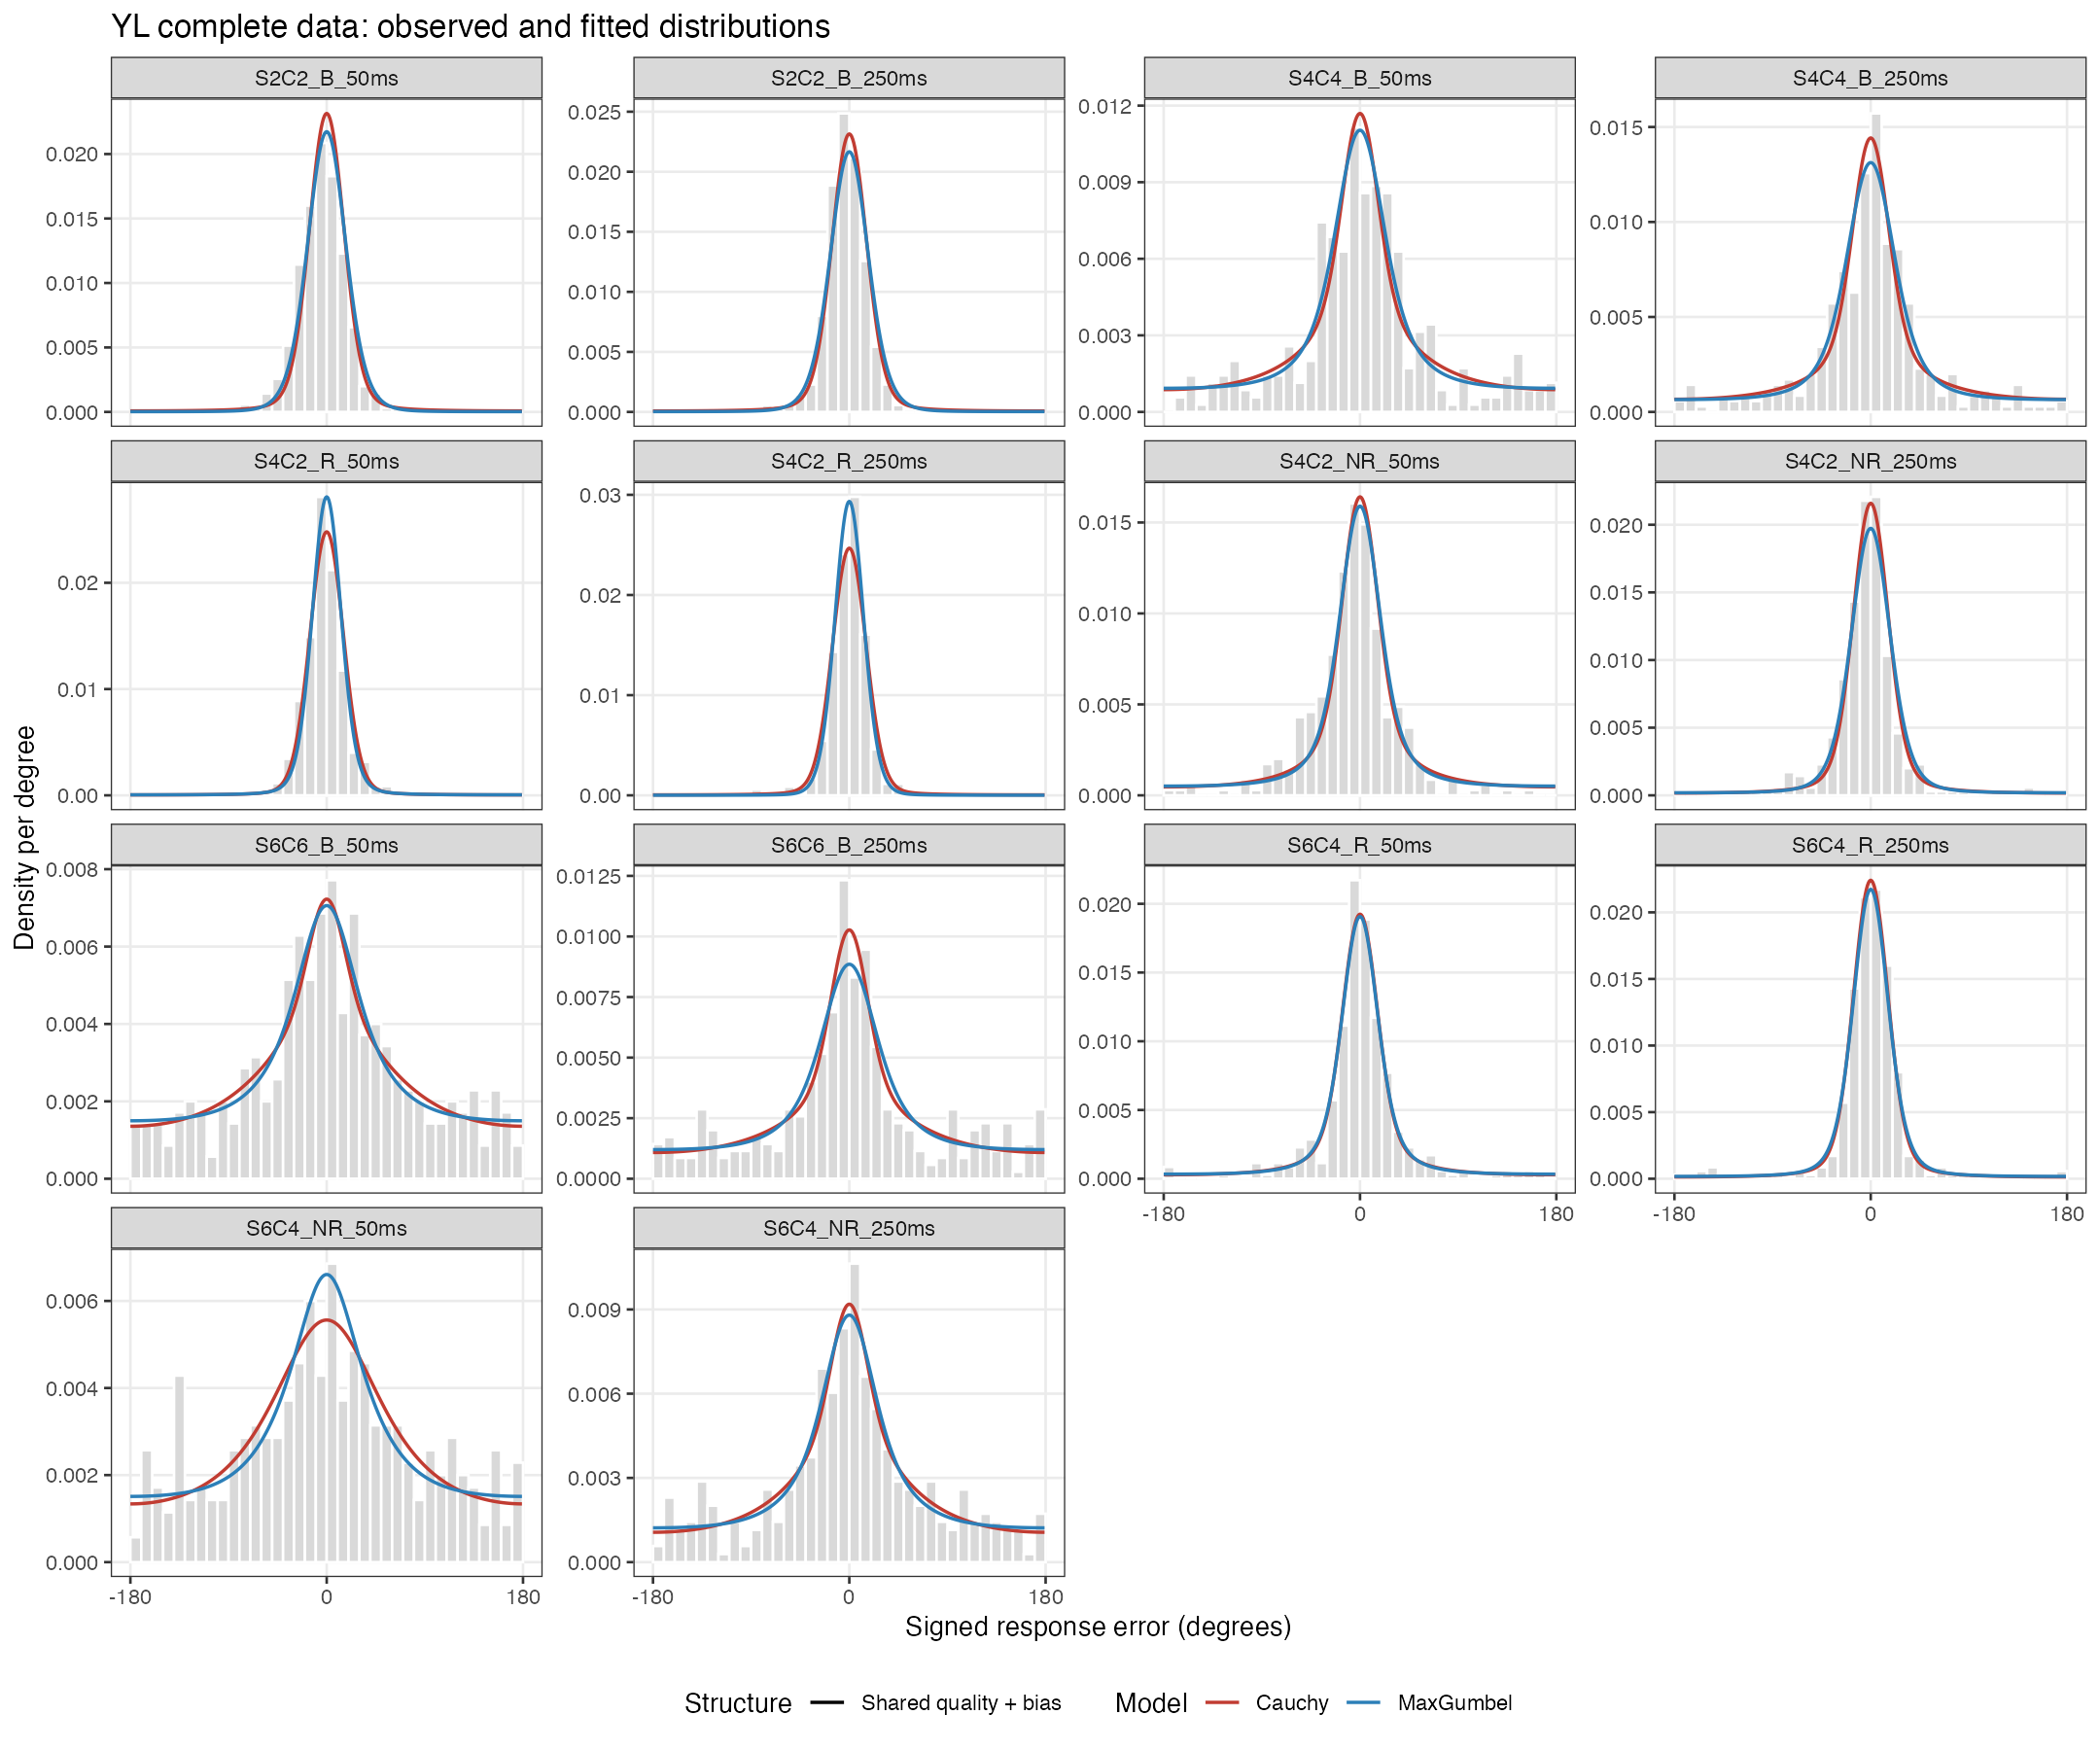 YL complete data: observed and fitted distributions
S2C2_B_50ms
S2C2_B_250ms
S4C4_B_50ms
S4C4_B_250ms
0.020
0.015
0.010
0.005
0.000
0.025
0.020
0.015
0.010
0.005
0.000
0.012
0.009
0.006
0.003
0.000
0.015
0.010
0.005
0.000
S4C2_R_50ms
S4C2_R_250ms
S4C2_NR_50ms
S4C2_NR_250ms
0.02
0.01
0.00
0.03
0.02
0.01
0.00
0.015
0.010
0.005
0.000
0.020
0.015
0.010
0.005
0.000
Density per degree
S6C6_B_50ms
S6C6_B_250ms
S6C4_R_50ms
S6C4_R_250ms
0.008
0.006
0.004
0.002
0.000
0.0125
0.0100
0.0075
0.0050
0.0025
0.0000
0.020
0.015
0.010
0.005
0.000
-180 0 180
0.020
0.015
0.010
0.005
0.000
-180 0 180
S6C4_NR_50ms
S6C4_NR_250ms
0.006
0.004
0.002
0.000
-180 0 180
0.009
0.006
0.003
0.000
-180 0 180
Signed response error (degrees)
Structure Shared quality + bias Model Cauchy MaxGumbel